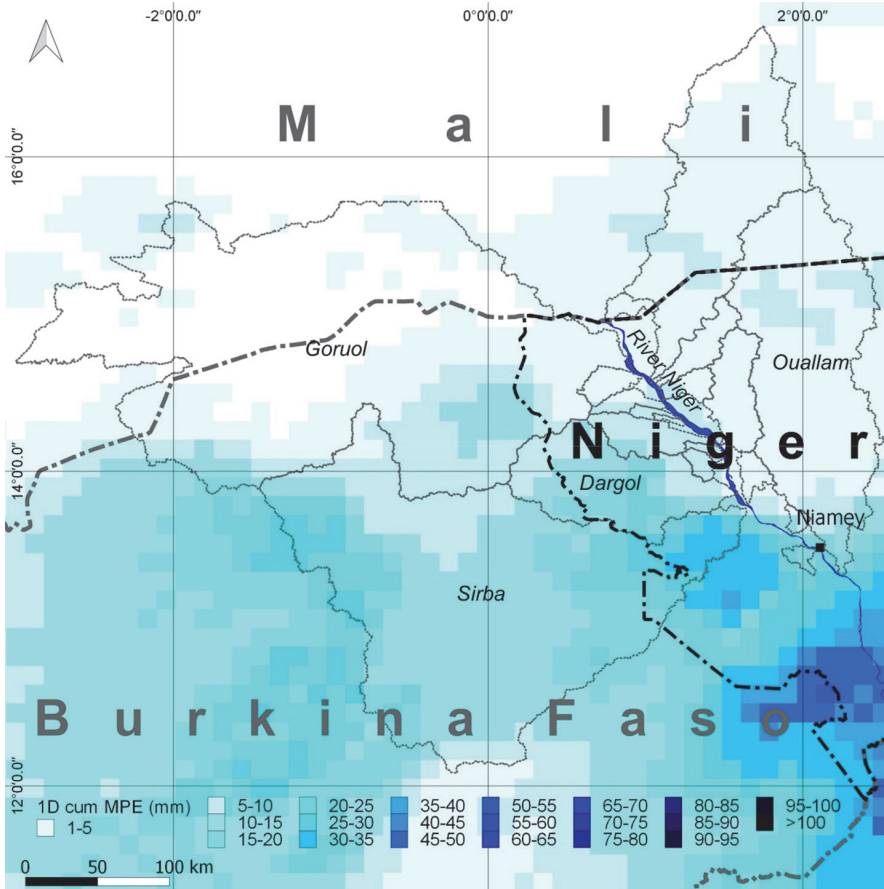 -2°0'0.0" 0°0'0.0" 2°0'0.0"
M a l i
16°0'0.0"
Goruol
River Niger
Ouallam
N i g e r
14°0'0.0"
Dargol
Niamey
Sirba
B u r k i n a F a s o
12°0'0.0"
1D cum MPE (mm)
1-5
5-10
10-15
15-20
20-25
25-30
30-35
35-40
40-45
45-50
50-55
55-60
60-65
65-70
70-75
75-80
80-85
85-90
90-95
95-100
>100
0 50 100 km